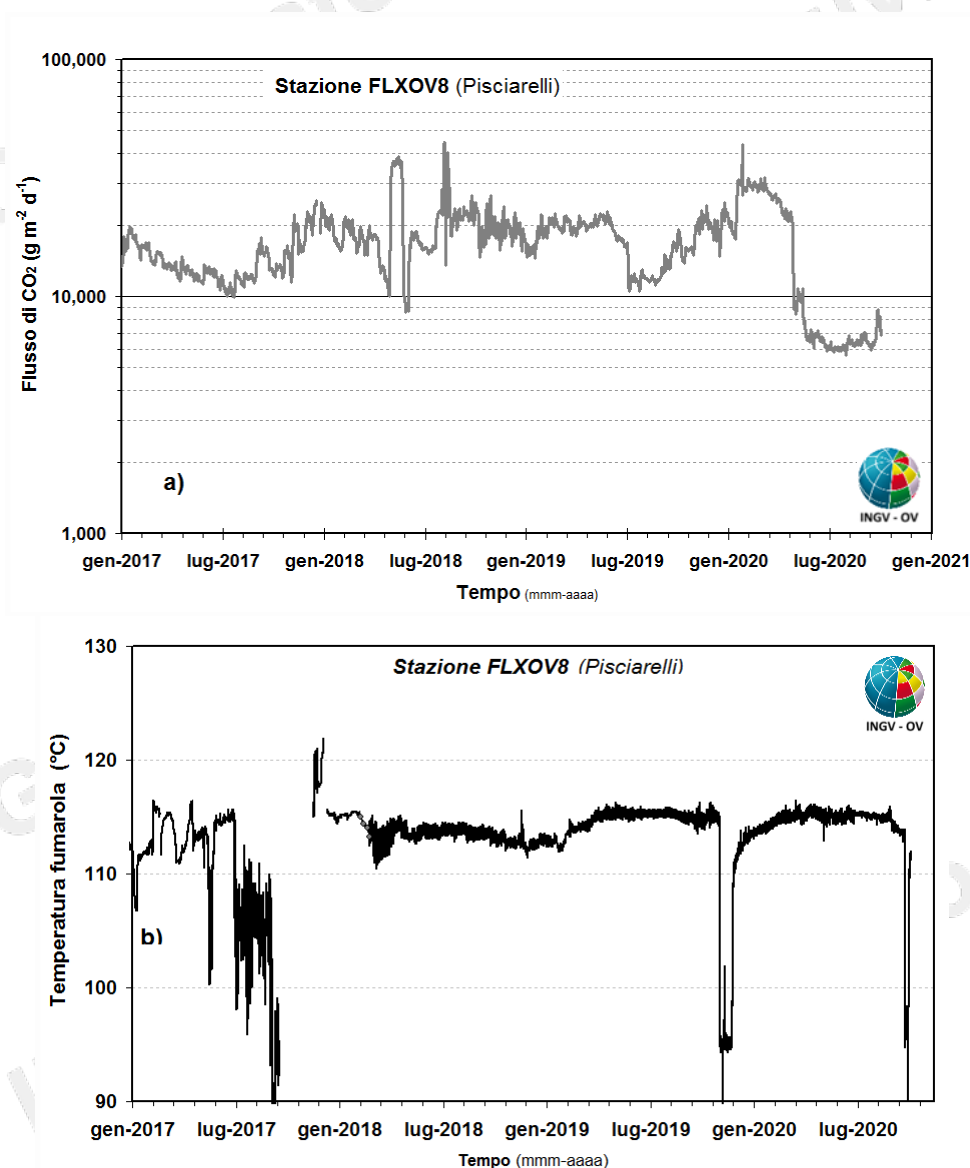 100,000
Stazione FLXOV8 (Pisciarelli)
10,000
Flusso di CO2 (g m-2 d-1)
a)
INGV - OV
1,000
gen-2017 lug-2017 gen-2018 lug-2018 gen-2019 lug-2019 gen-2020 lug-2020 gen-2021
Tempo (mmm-aaaa)
130
Stazione FLXOV8 (Pisciarelli)
INGV - OV
120
110
Temperatura fumarola (°C)
b)
100
90
gen-2017 lug-2017 gen-2018 lug-2018 gen-2019 lug-2019 gen-2020 lug-2020
Tempo (mmm-aaaa)